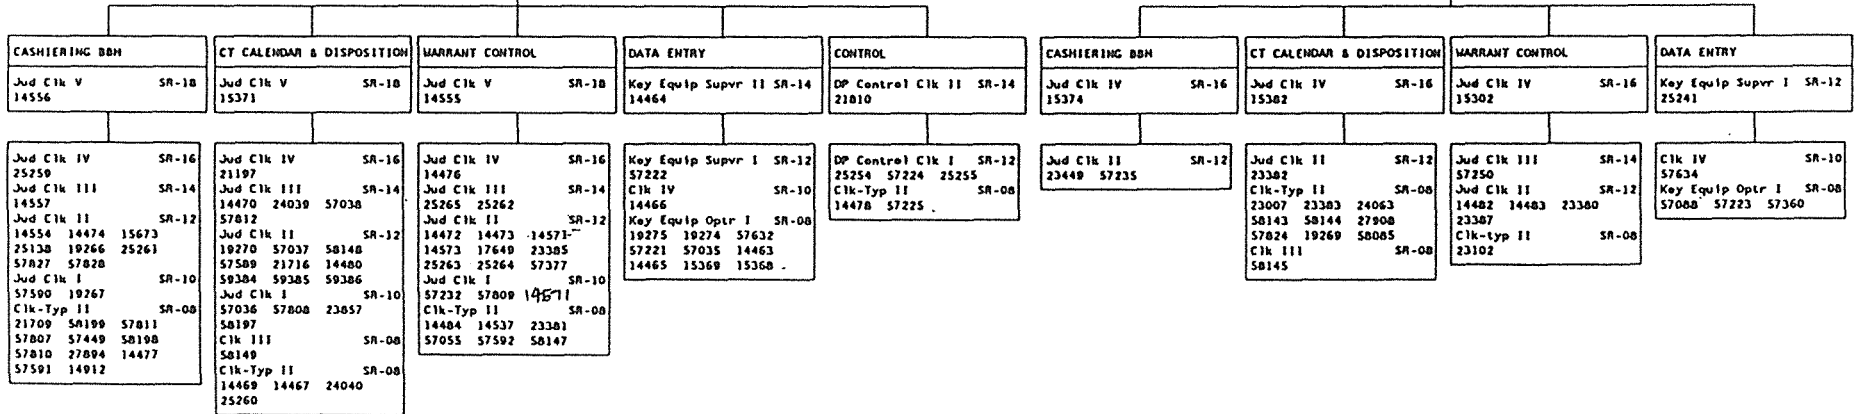 CASHIERING BBH
Jud Clk V SR-18
14556
Jud Clk IV SR-16
25259
Jud Clk III SR-14
14557
Jud Clk II SR-12
14554 14474 15673
25138 19266 25261
57827 57828
Jud Clk I SR-10
57590 19267
Clk-Typ II SR-08
21709 58199 57811
57807 57449 58198
57810 27894 14477
57591 14912
CT CALENDAR & DISPOSITION
Jud Clk V SR-18
15371
Jud Clk IV SR-16
21197
Jud Clk III SR-14
14470 24039 57038
57812
Jud Clk II SR-12
19270 57037 58148
57589 21716 14480
59384 59385 59386
Jud Clk I SR-10
57036 57808 23857
58197
Clk III SR-08
58149
Clk-Typ II SR-08
14469 14467 24040
25260
WARRANT CONTROL
Jud Clk V SR-18
14555
Jud Clk IV SR-16
14476
Jud Clk III SR-14
25265 25262
Jud Clk II SR-12
14472 14473 14571
14573 17649 23385
25263 25264 57377
Jud Clk I SR-10
57232 57809 14571
Clk-Typ II SR-08
14484 14537 23381
57055 57592 58147
DATA ENTRY
Key Equip Supvr II SR-14
14464
Key Equip Supvr I SR-12
57222
Clk IV SR-10
14466
Key Equip Optr I SR-08
19275 19274 57632
57221 57035 14463
14465 15369 15368
CONTROL
DP Control Clk II SR-14
21810
DP Control Clk I SR-12
25254 57224 25255
Clk-Typ II SR-08
14478 57225
CASHIERING BBH
Jud Clk IV SR-16
15374
Jud Clk II SR-12
23449 57235
CT CALENDAR & DISPOSITION
Jud Clk IV SR-16
15382
Jud Clk II SR-12
23382
Clk-Typ II SR-08
23007 23383 24063
58143 58144 27908
57824 19269 58085
Clk III SR-08
58145
WARRANT CONTROL
Jud Clk IV SR-16
15302
Jud Clk III SR-14
57250
Jud Clk II SR-12
14482 14483 23380
23387
Clk-typ II SR-08
23102
DATA ENTRY
Key Equip Supvr I SR-12
25241
Clk IV SR-10
57634
Key Equip Optr I SR-08
57088 57223 57360